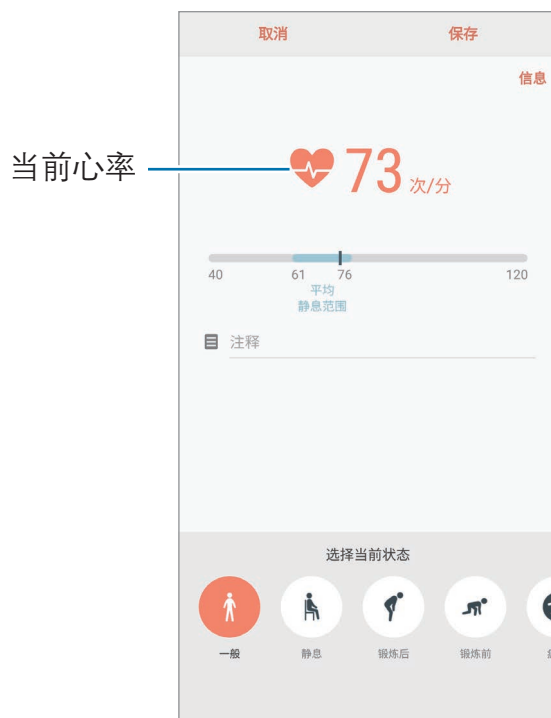 取消 保存
信息
当前心率
73 次/分
40 61 76 120
平均
静息范围
注释
选择当前状态
一般 静息 锻炼后 锻炼前